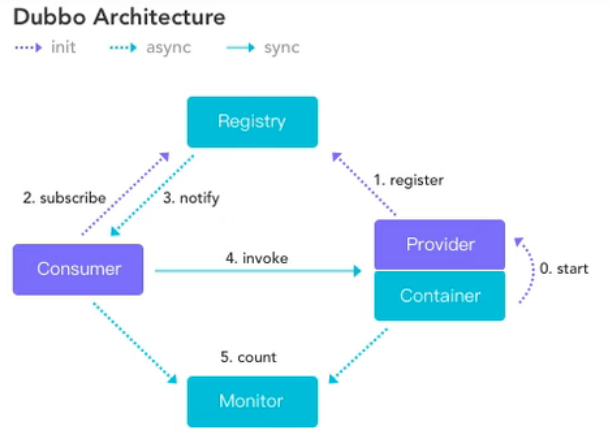 Dubbo Architecture
init async sync
Registry
1. register
2. subscribe 3. notify
Provider
Consumer
4. invoke
0. start
Container
5. count
Monitor